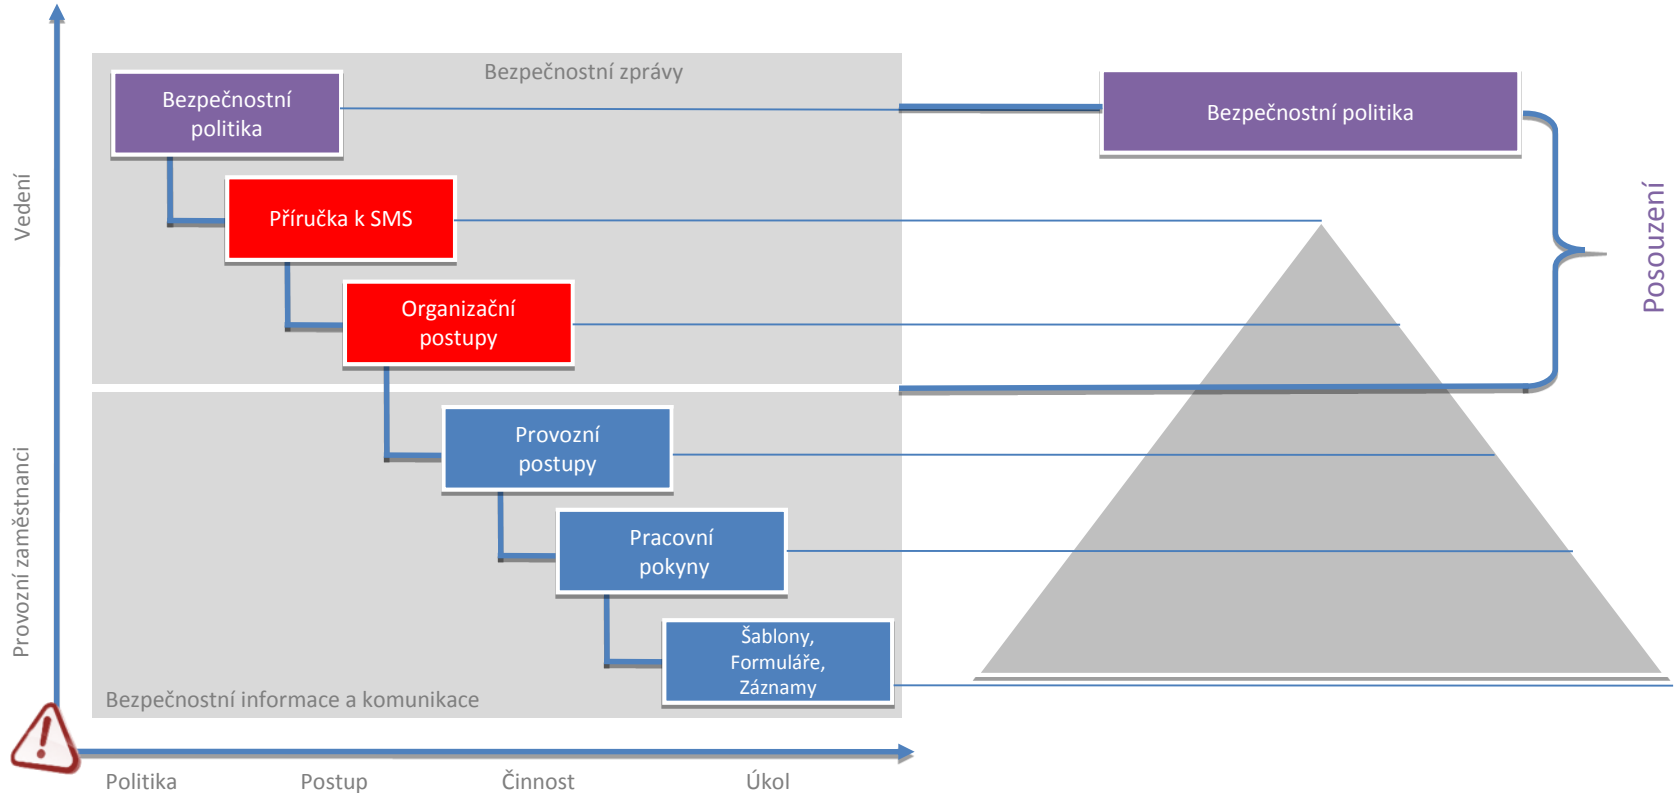 Bezpečnostní zprávy
Bezpečnostní
politika
Bezpečnostní politika
Vedení
Příručka k SMS
Posouzení
Organizační
postupy
Provozní
postupy
Provozní zaměstnanci
Pracovní
pokyny
Šablony,
Formuláře,
Záznamy
Bezpečnostní informace a komunikace
Politika
Postup
Činnost
Úkol